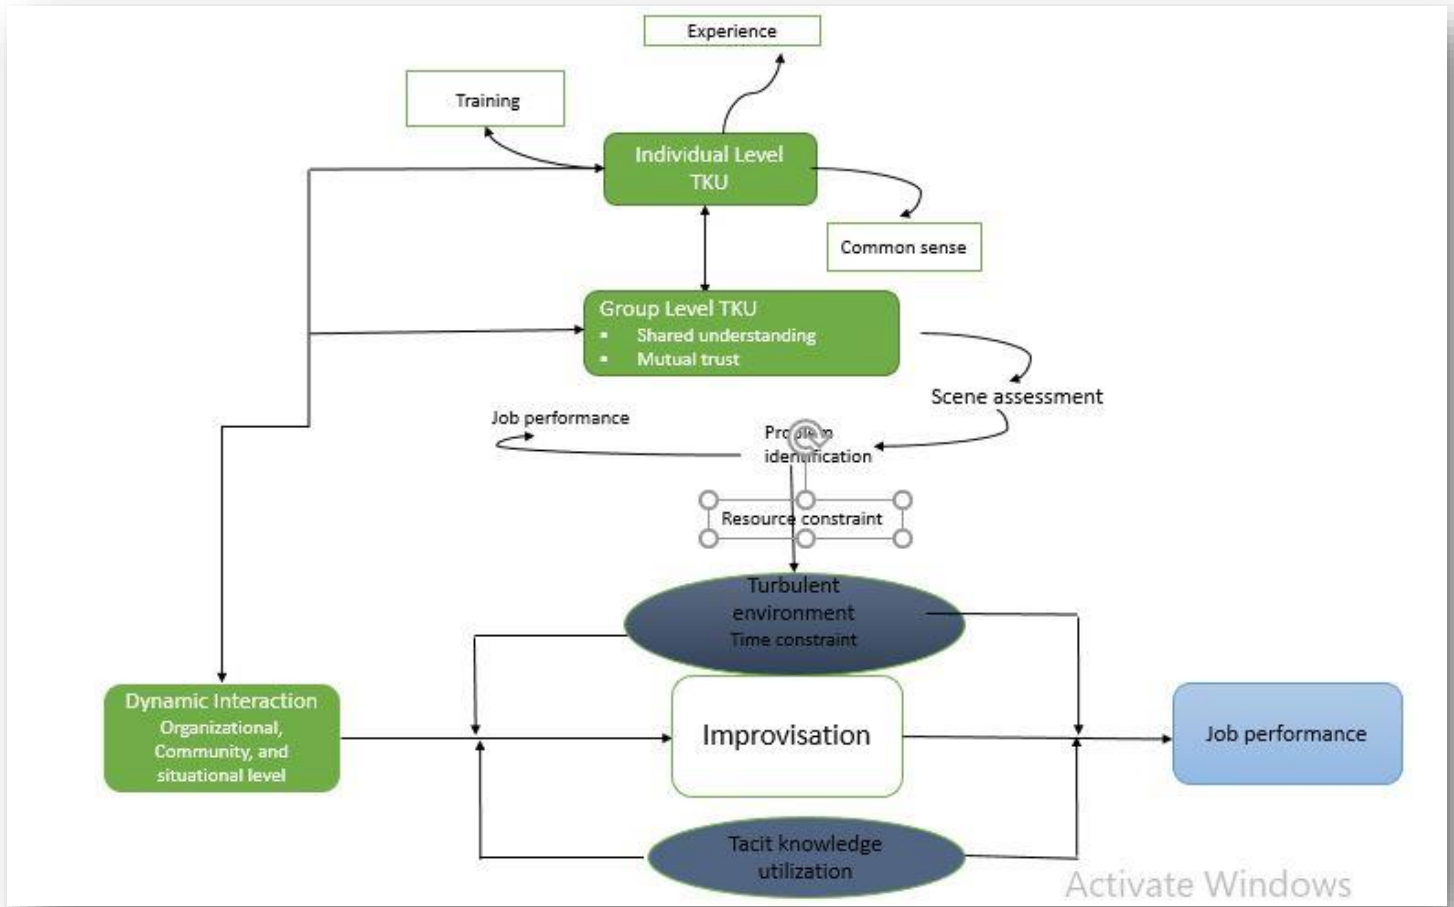 Experience
Training
Individual Level
TKU
Common sense
Group Level TKU
▪ Shared understanding
▪ Mutual trust
Scene assessment
Job performance
Problem
identification
Resource constraint
Turbulent
environment
Time constraint
Dynamic Interaction
Organizational,
Community, and
situational level
Improvisation
Job performance
Tacit knowledge
utilization
Activate Windows